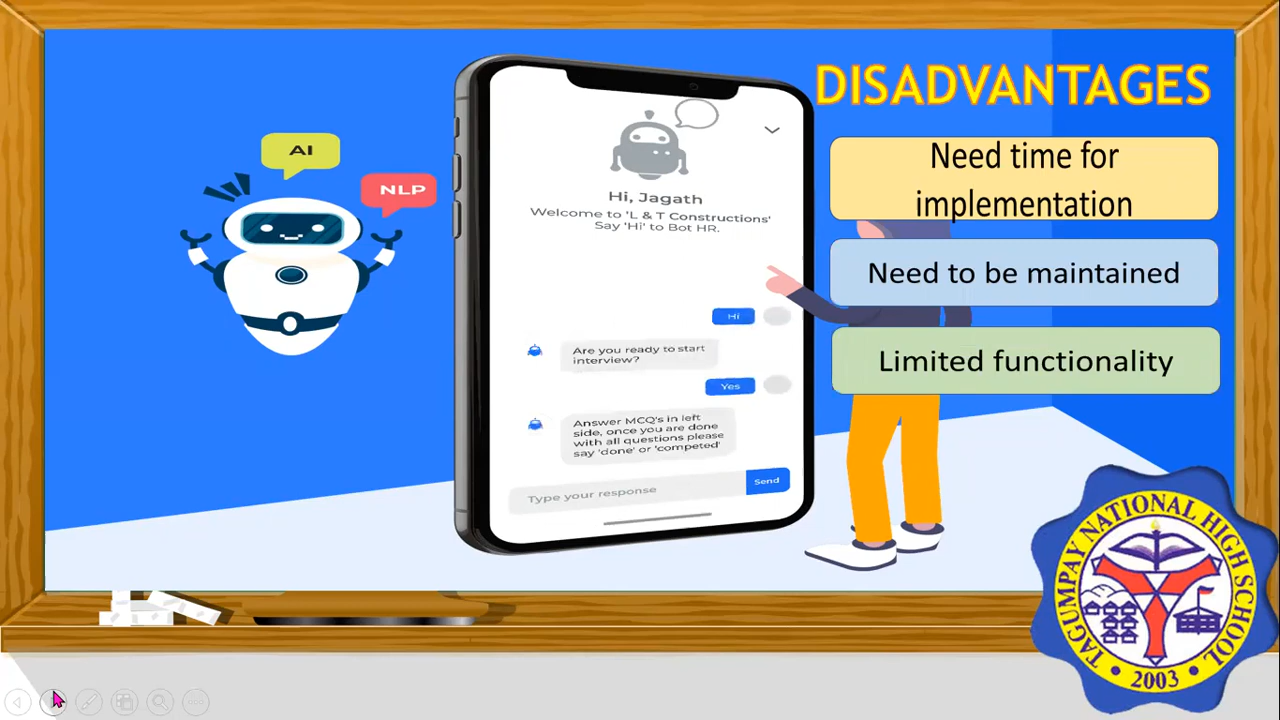 AI
NLP
DISADVANTAGES
Need time for
implementation
Need to be maintained
Limited functionality
Hi, Jagath
Welcome to 'L & T Constructions'
Say 'Hi' to Bot HR.
Hi
Are you ready to start
interview?
Yes
Answer MCQ's in left
side, once you are done
with all questions please
say 'done' or 'competed'
Type your response
Send
TAGUMPAY NATIONAL HIGH SCHOOL
• 2003 •